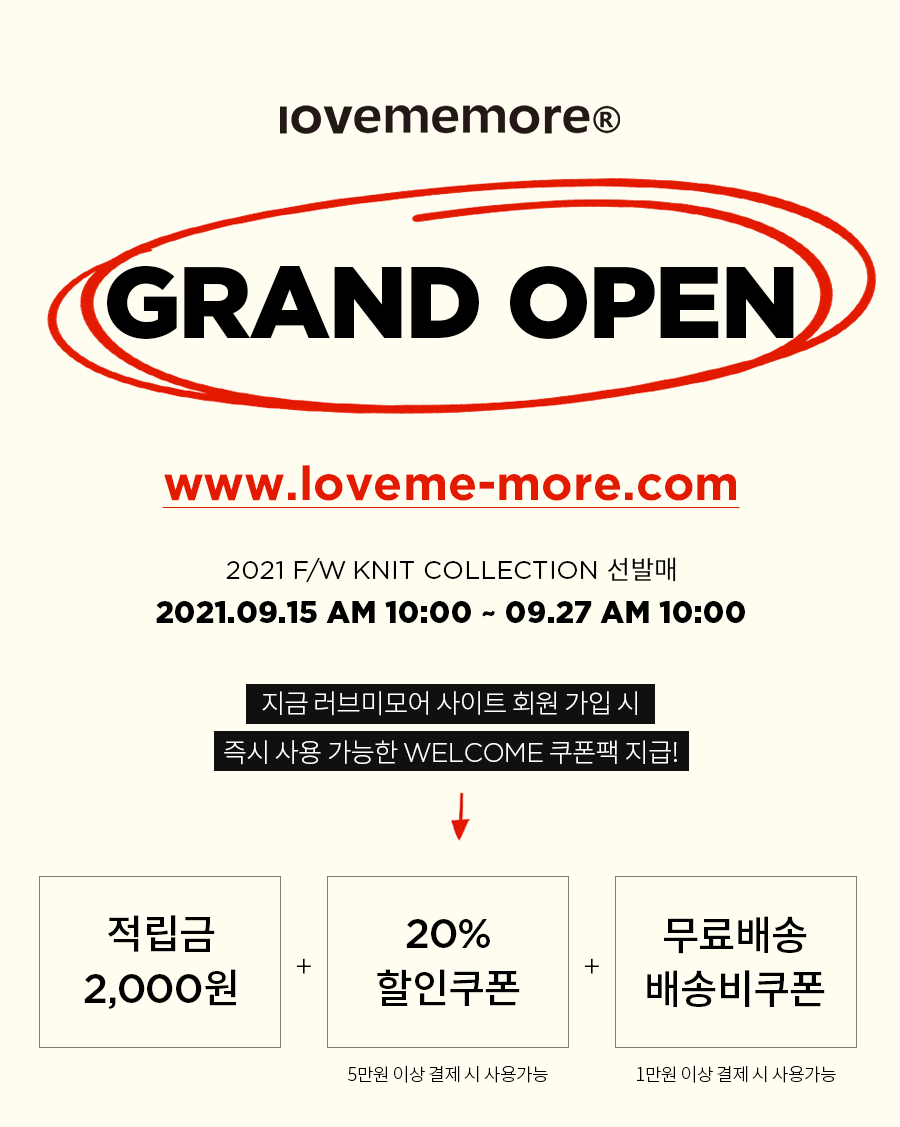 lovememore®
GRAND OPEN
www.loveme-more.com
2021 F/W KNIT COLLECTION 선발매
2021.09.15 AM 10:00 ~ 09.27 AM 10:00
지금 러브미모어 사이트 회원 가입 시
즉시 사용 가능한 WELCOME 쿠폰팩 지급!
적립금
2,000원
+
20%
할인쿠폰
+
무료배송
배송비쿠폰
5만원 이상 결제 시 사용가능
1만원 이상 결제 시 사용가능